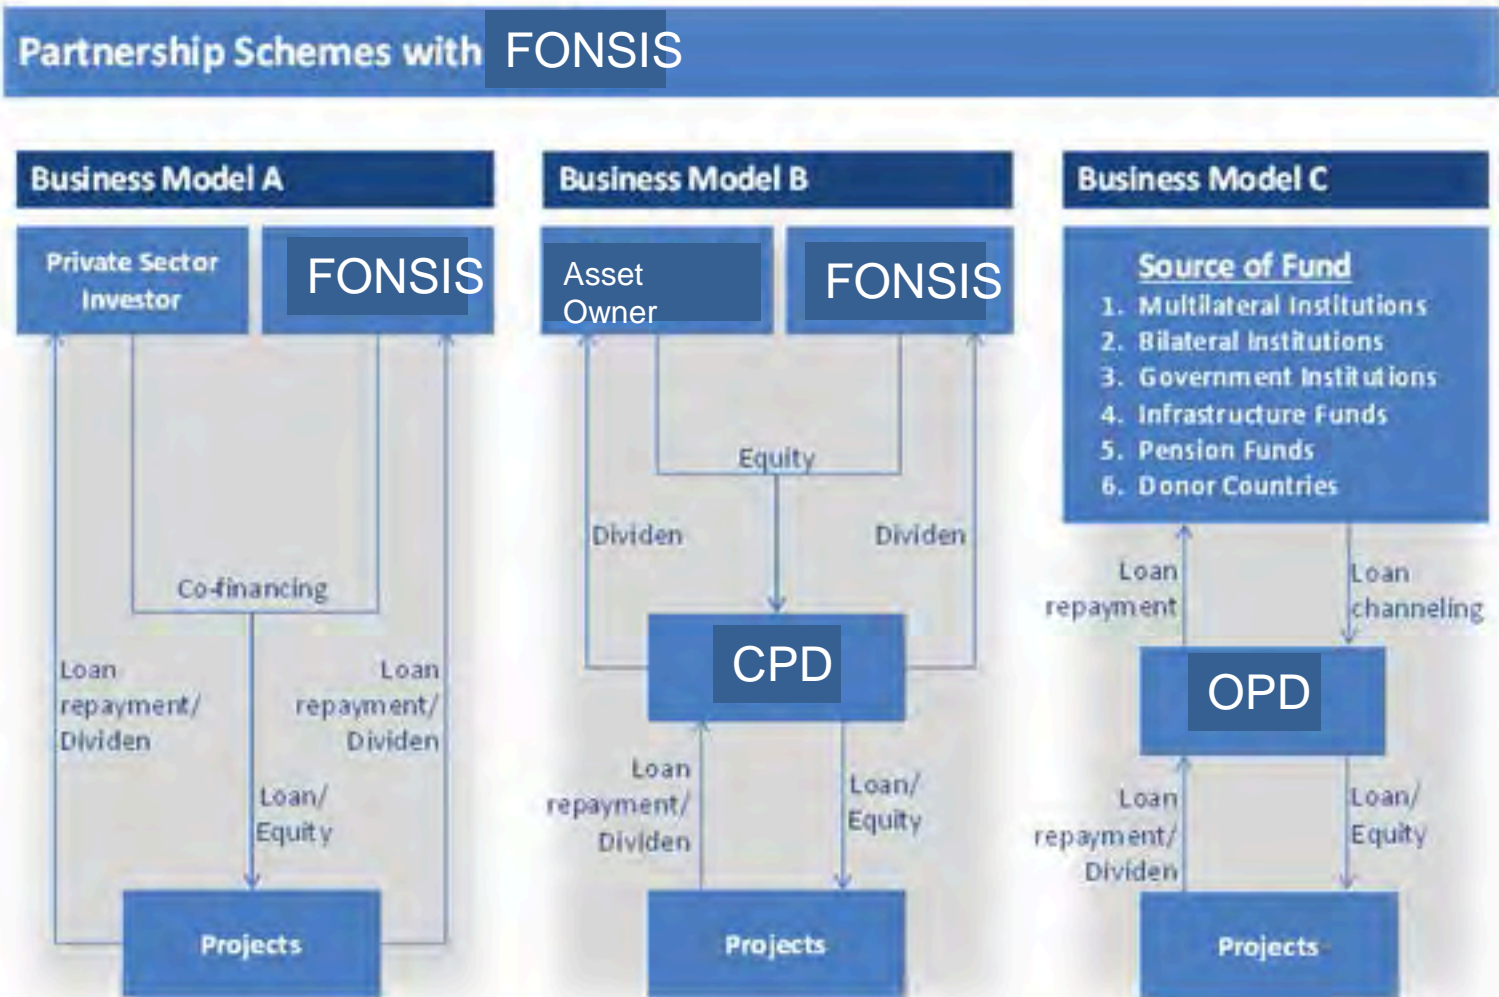 Partnership Schemes with FONSIS
Business Model A
Private Sector
Investor
FONSIS
Co-financing
Loan
repayment/
Dividen
Loan
repayment/
Dividen
Loan/
Equity
Projects
Business Model B
Asset
Owner
FONSIS
Equity
Dividen
Dividen
CPD
Loan
repayment/
Dividen
Loan/
Equity
Projects
Business Model C
Source of Fund
1. Multilateral Institutions
2. Bilateral Institutions
3. Government Institutions
4. Infrastructure Funds
5. Pension Funds
6. Donor Countries
Loan
repayment
Loan
channeling
OPD
Loan
repayment/
Dividen
Loan/
Equity
Projects